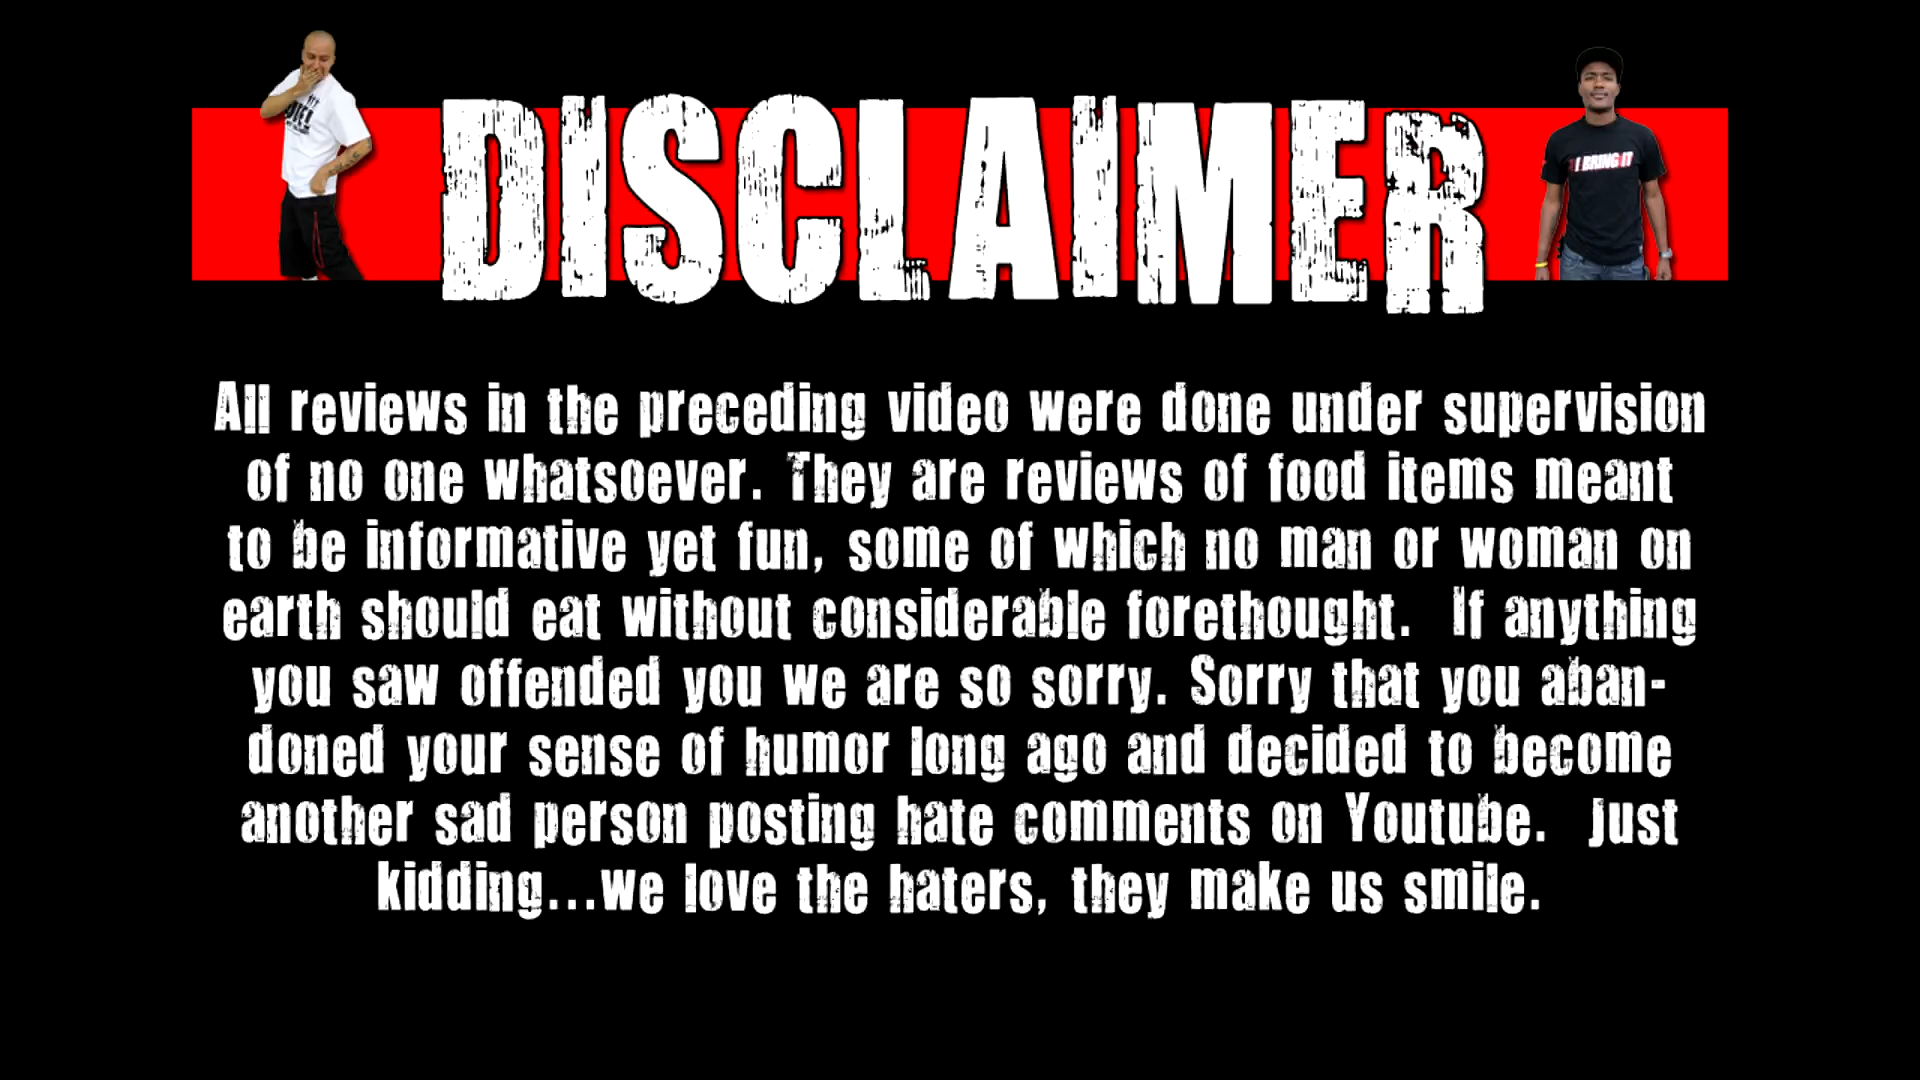 DISCLAIMER
I BRING IT
All reviews in the preceding video were done under supervision
of no one whatsoever. They are reviews of food items meant
to be informative yet fun, some of which no man or woman on
earth should eat without considerable forethought. If anything
you saw offended you we are so sorry. Sorry that you aban-
doned your sense of humor long ago and decided to become
another sad person posting hate comments on Youtube. Just
kidding...we love the haters, they make us smile.